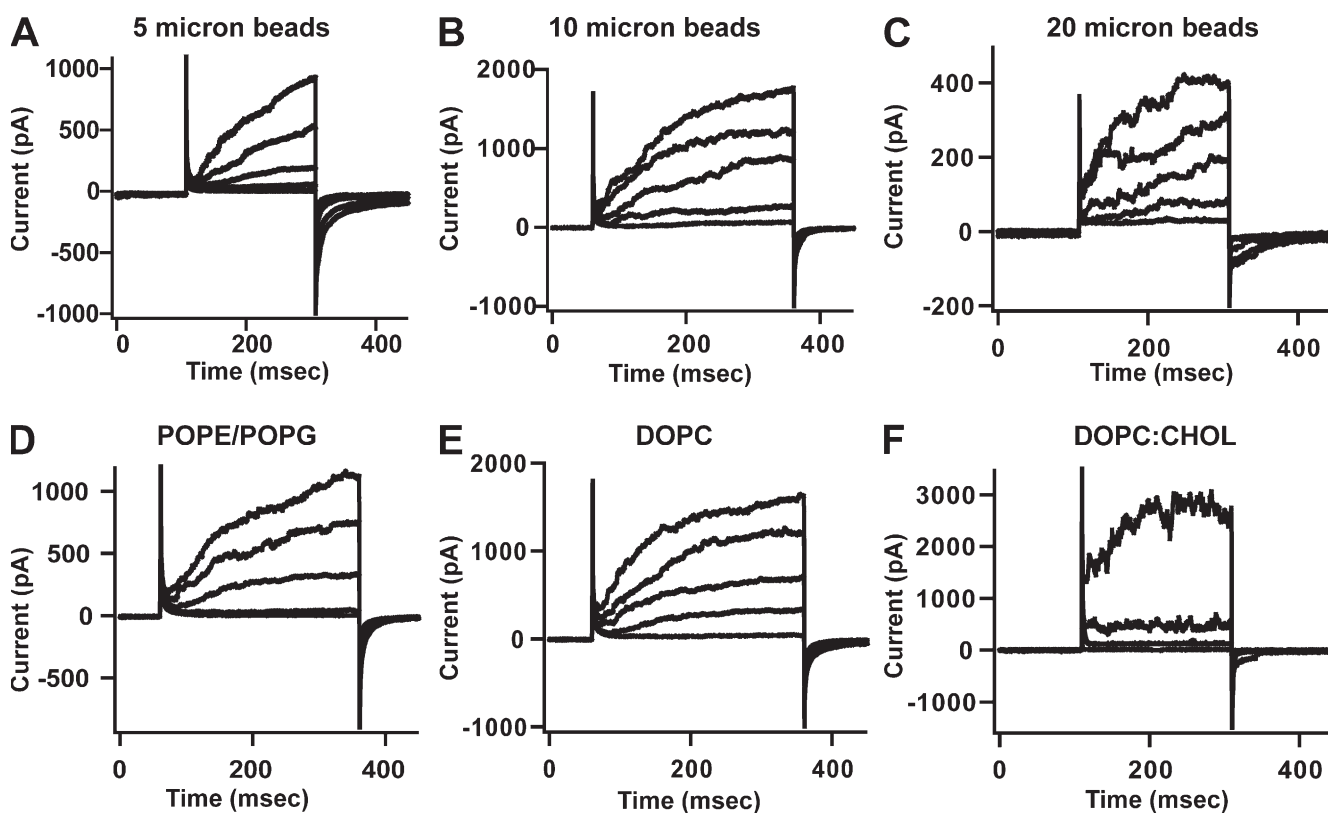 A 5 micron beads
Current (pA)
1000
500
0
-500
-1000
0 200 400
Time (msec)
B 10 micron beads
Current (pA)
2000
1000
0
-1000
0 200 400
Time (msec)
C 20 micron beads
Current (pA)
400
200
0
-200
0 200 400
Time (msec)
D POPE/POPG
Current (pA)
1000
500
0
-500
0 200 400
Time (msec)
E DOPC
Current (pA)
2000
1000
0
-1000
0 200 400
Time (msec)
F DOPC:CHOL
Current (pA)
3000
2000
1000
0
-1000
0 200 400
Time (msec)